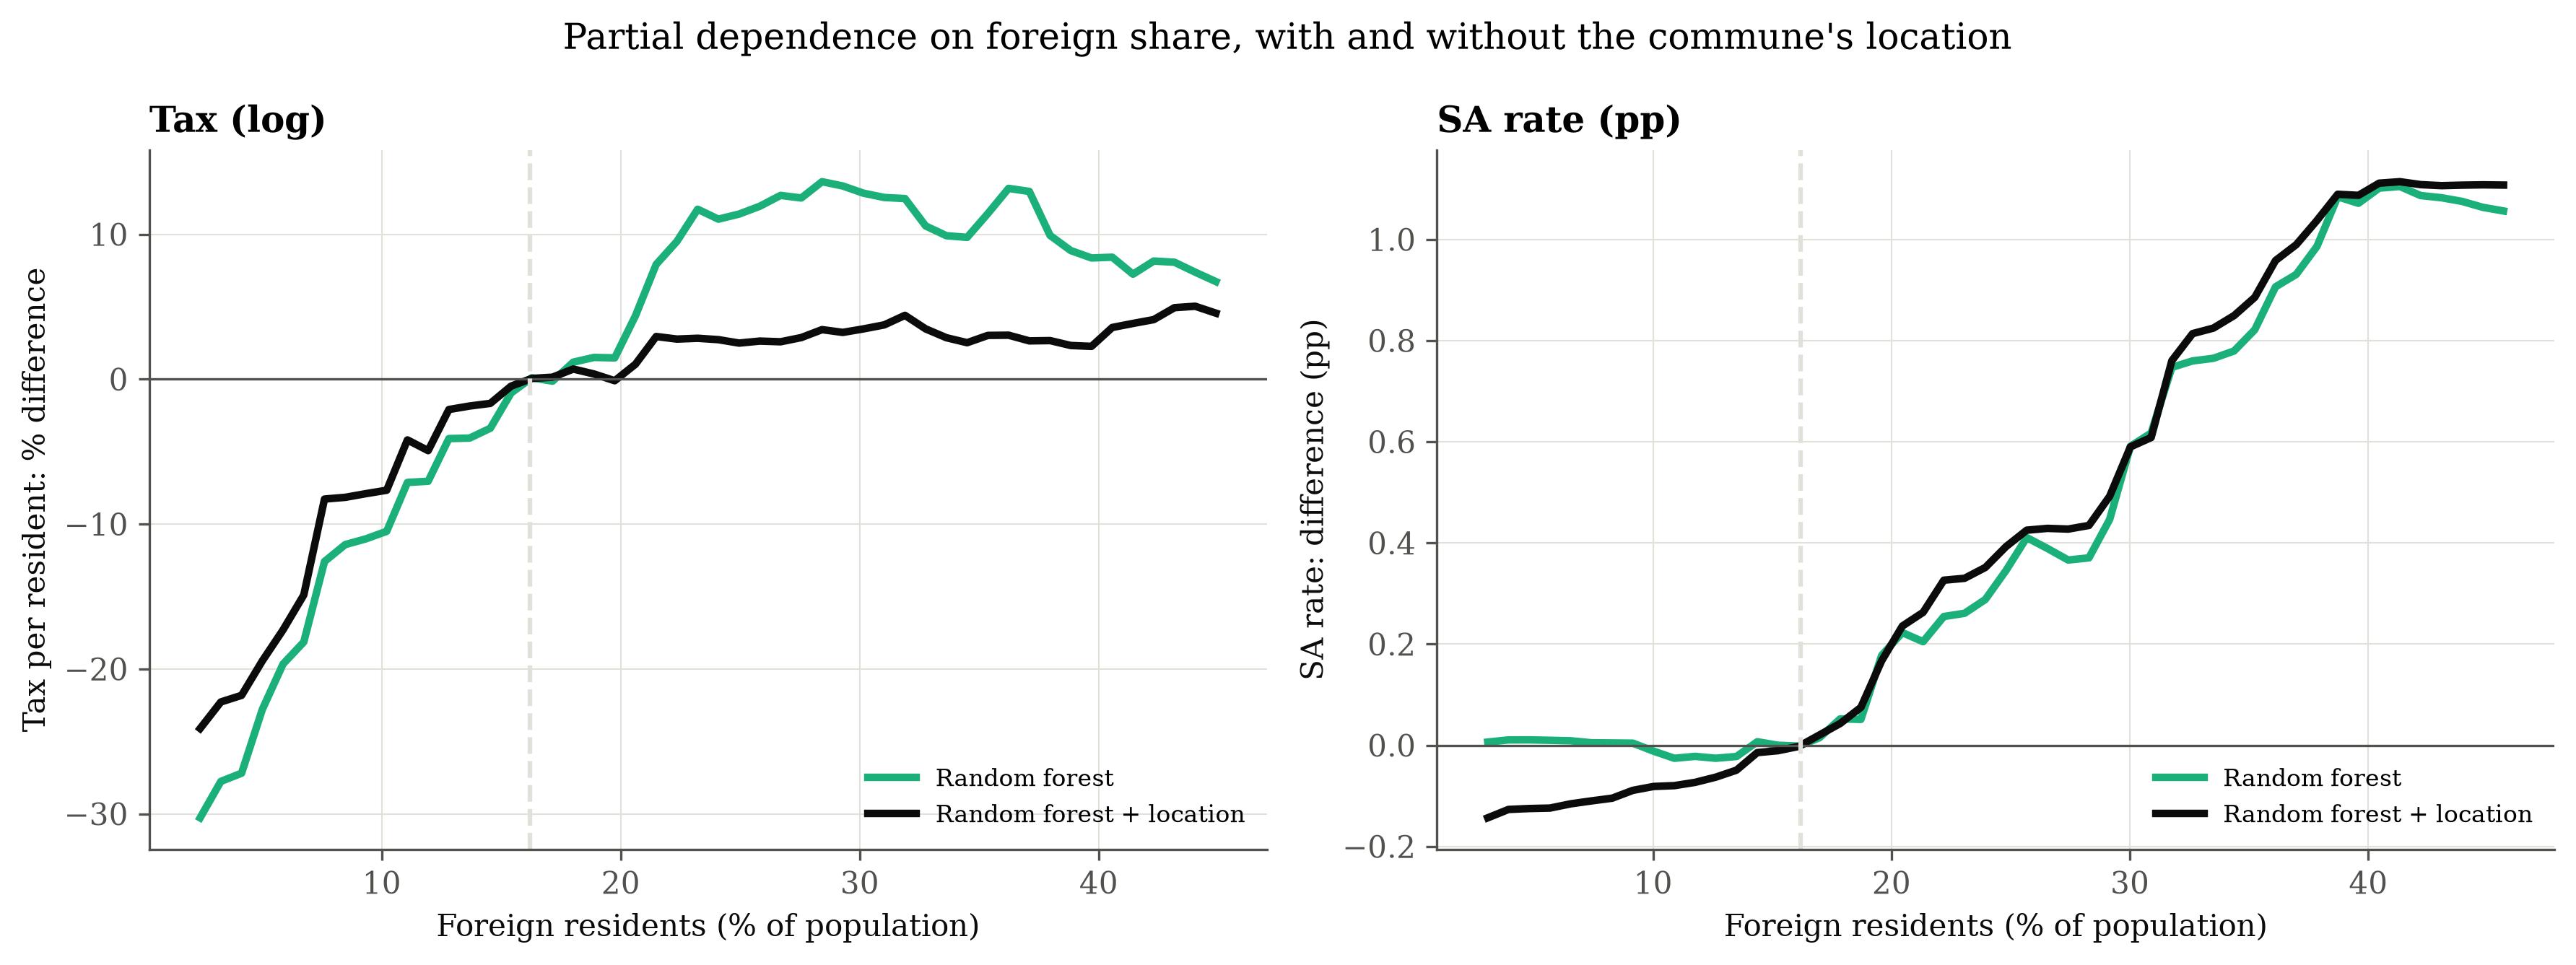 Partial dependence on foreign share, with and without the commune's location
Tax (log)
Tax per resident: % difference
10
0
−10
−20
−30
10
20
30
40
Foreign residents (% of population)
Random forest
Random forest + location
SA rate (pp)
SA rate: difference (pp)
1.0
0.8
0.6
0.4
0.2
0.0
−0.2
10
20
30
40
Foreign residents (% of population)
Random forest
Random forest + location